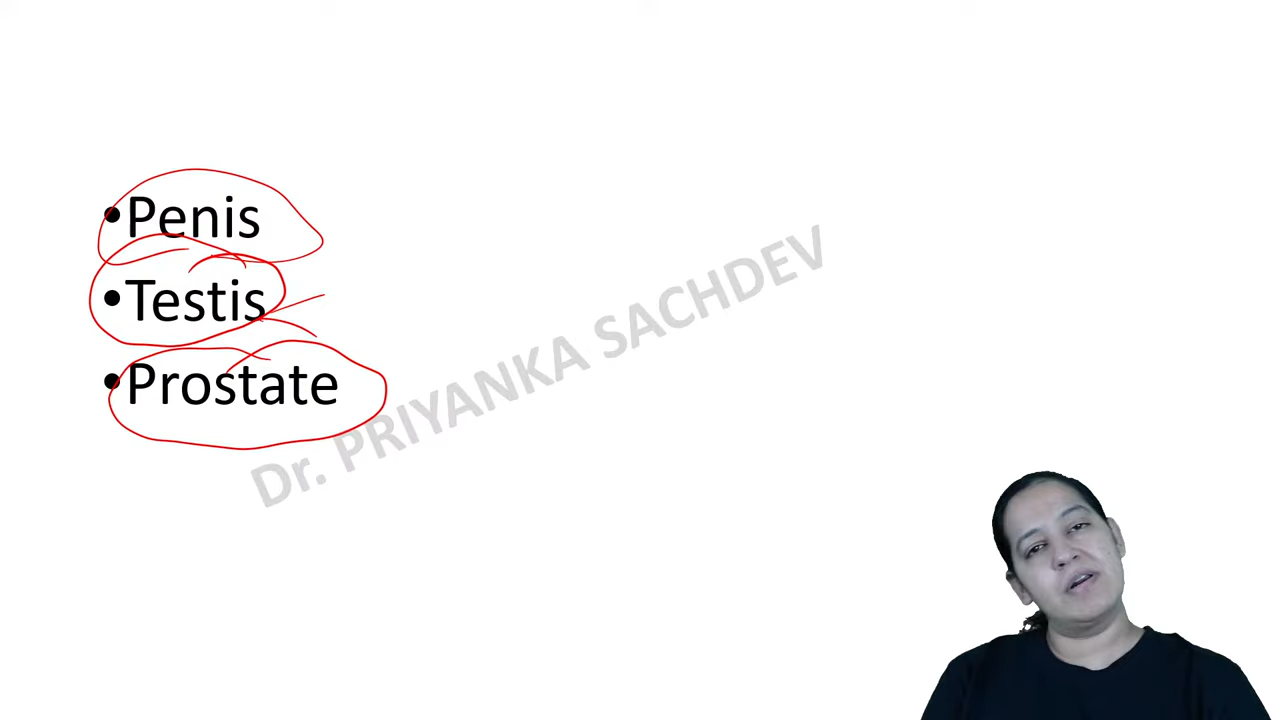 •Penis
•Testis
•Prostate
Dr. PRIYANKA SACHDEV